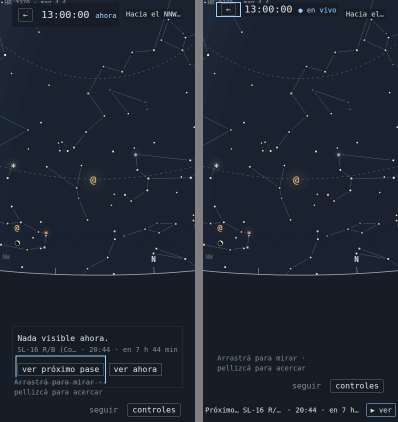 ← 13:00:00 ahora Hacia el NNW…
@
@
NW
N
Nada visible ahora.
SL-16 R/B (Co… · 20:44 · en 7 h 44 min
ver próximo pase ver ahora
Arrastrá para mirar ·
pellizcá para acercar
seguir controles
← 13:00:00 ● en vivo Hacia el…
@
@
NW
N
Arrastrá para mirar ·
pellizcá para acercar
seguir controles
Próximo… SL-16 R/… · 20:44 · en 7 h… ▶ ver